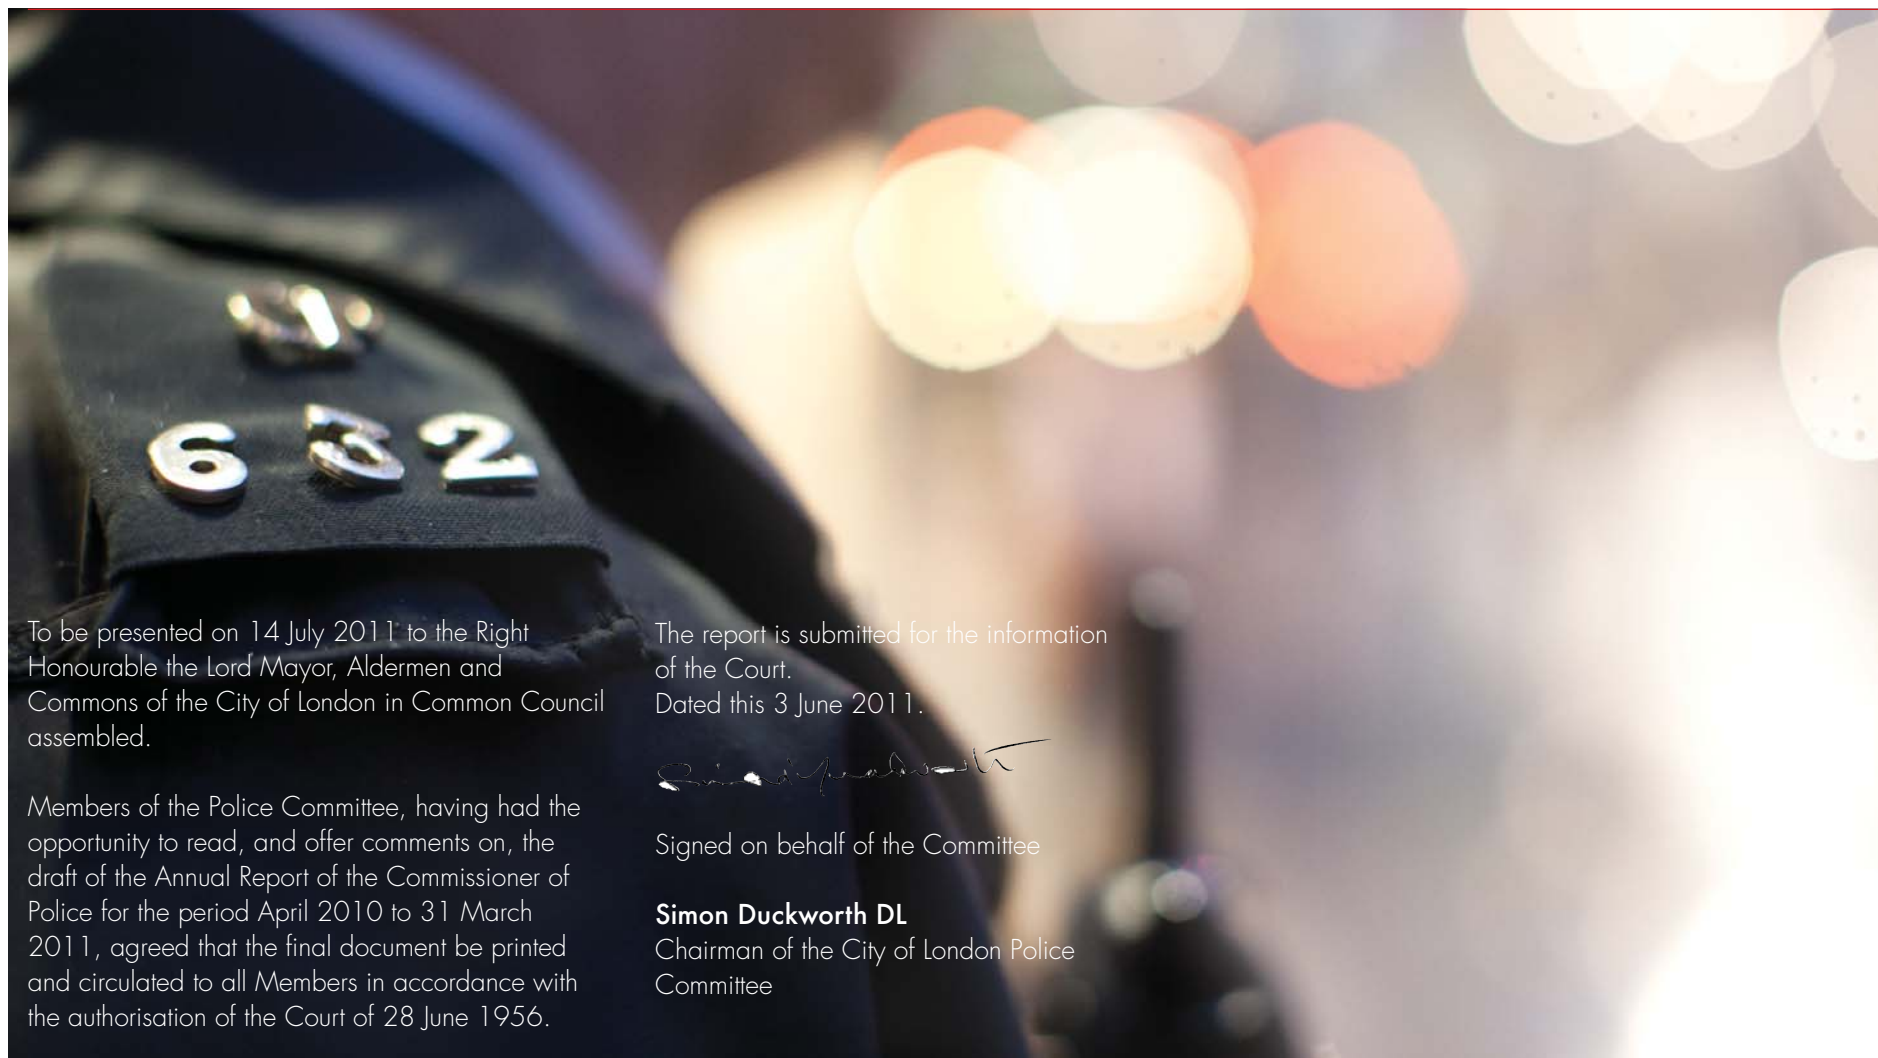 632
To be presented on 14 July 2011 to the Right
Honourable the Lord Mayor, Aldermen and
Commons of the City of London in Common Council
assembled.
Members of the Police Committee, having had the
opportunity to read, and offer comments on, the
draft of the Annual Report of the Commissioner of
Police for the period April 2010 to 31 March
2011, agreed that the final document be printed
and circulated to all Members in accordance with
the authorisation of the Court of 28 June 1956.
The report is submitted for the information
of the Court.
Dated this 3 June 2011.
Signed on behalf of the Committee
Simon Duckworth DL
Chairman of the City of London Police
Committee